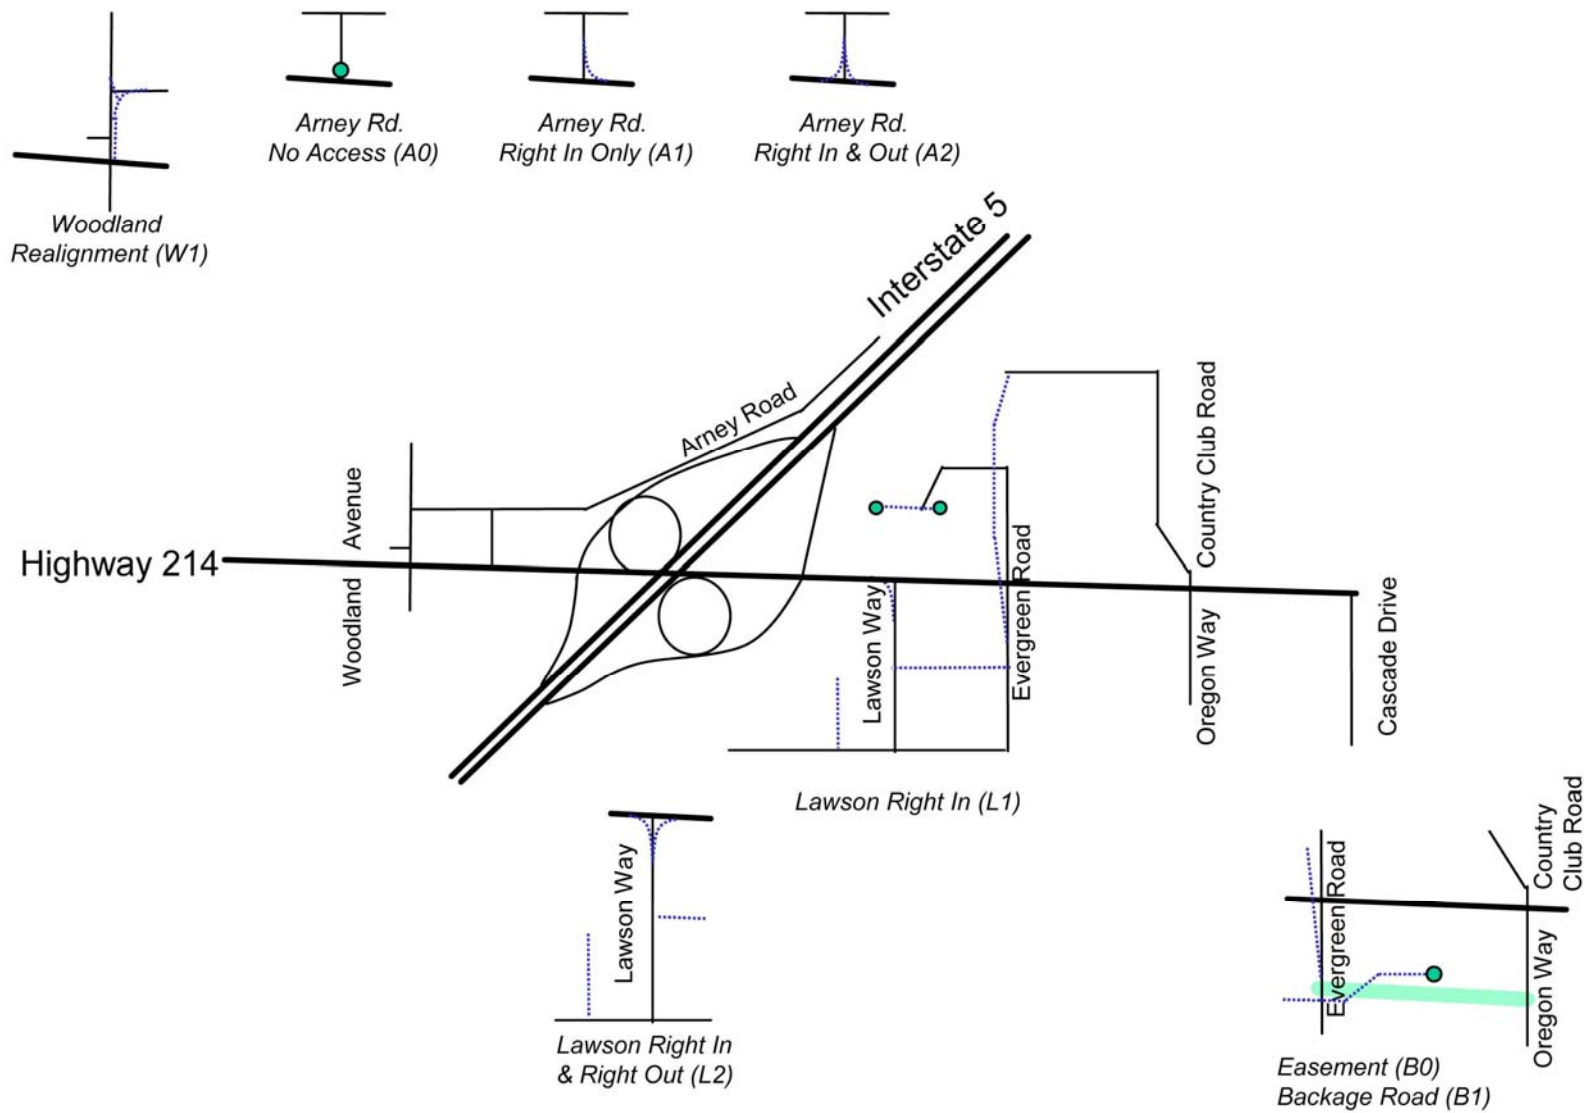 Arney Rd.
No Access (A0)
Arney Rd.
Right In Only (A1)
Arney Rd.
Right In & Out (A2)
Woodland
Realignment (W1)
Interstate 5
Arney Road
Highway 214
Woodland Avenue
Lawson Way
Evergreen Road
Country Club Road
Oregon Way
Cascade Drive
Lawson Right In (L1)
Lawson Way
Lawson Right In
& Right Out (L2)
Evergreen Road
Country
Club Road
Oregon Way
Easement (B0)
Backage Road (B1)